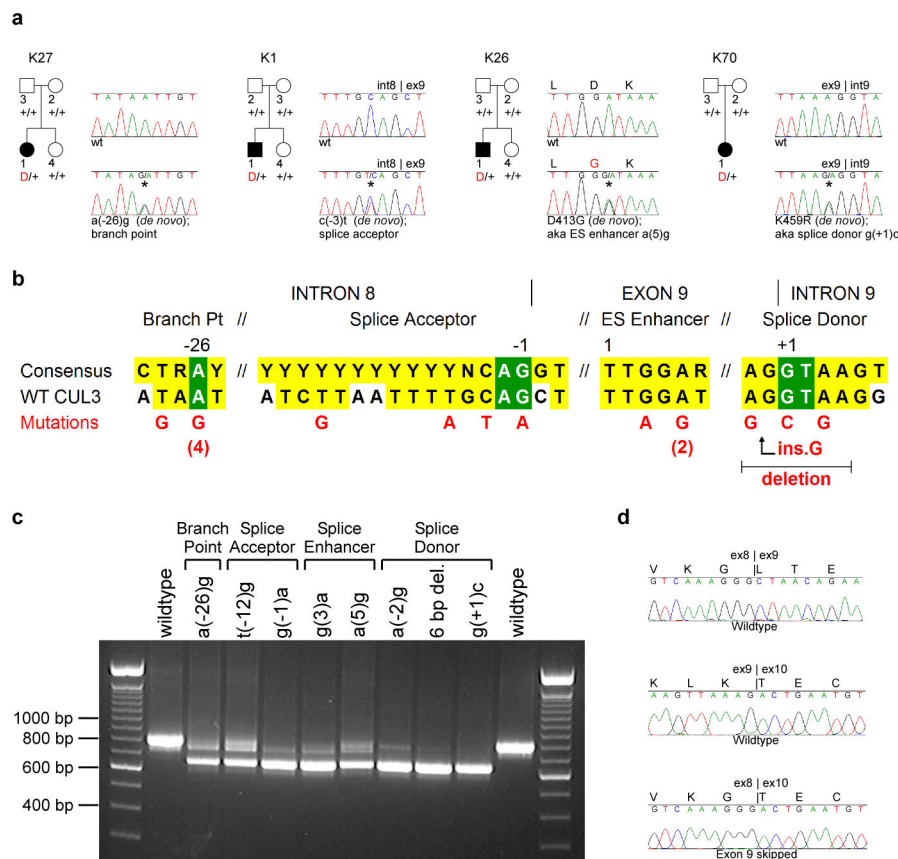 a
K27
K1
K26
K70
3 2
+/+ +/+
1 4
D/+ +/+
T A T A A T T G T
wt
T A T A G/A T T G T
*
a(-26)g (de novo);
branch point
3 2
+/+ +/+
1 4
D/+ +/+
int8 | ex9
T T T G C A G C T
wt
int8 | ex9
T T T G T/C A G C T
*
c(-3)t (de novo);
splice acceptor
3 2
+/+ +/+
1 4
D/+ +/+
L D K
T T G G A T A A A
wt
L G K
T T G G G/A T A A A
*
D413G (de novo);
aka ES enhancer a(5)g
3 2
+/+ +/+
1
D/+
ex9 | int9
T T A A A G G T A
wt
ex9 | int9
T T A A G/A G G T A
*
K459R (de novo);
aka splice donor g(+1)c
b
INTRON 8 EXON 9 INTRON 9
Branch Pt // Splice Acceptor // ES Enhancer // Splice Donor
-26 -1 1 +1
Consensus C T R A Y // Y Y Y Y Y Y Y Y Y Y Y N C A G G T // T T G G A R // A G G T A A G T
WT CUL3 A T A A T A T C T T A A T T T T G C A G C T T T G G A T A G G T A A G G
Mutations G G G A T A A G G C G
(4) (2) ins.G
deletion
c
Branch Point
Splice Acceptor
Splice Enhancer
Splice Donor
wildtype
a(-26)g
t(-12)g
g(-1)a
g(3)a
a(5)g
a(-2)g
6 bp del.
g(+1)c
wildtype
1000 bp
800 bp
600 bp
400 bp
d
ex8 | ex9
V K G L T E
G T C A A A G G G C T A A C A G A A
Wildtype
ex9 | ex10
K L K T E C
A A G T T A A A G A C T G A A T G T
Wildtype
ex8 | ex10
V K G T E C
G T C A A A G G G A C T G A A T G T
Exon 9 skipped